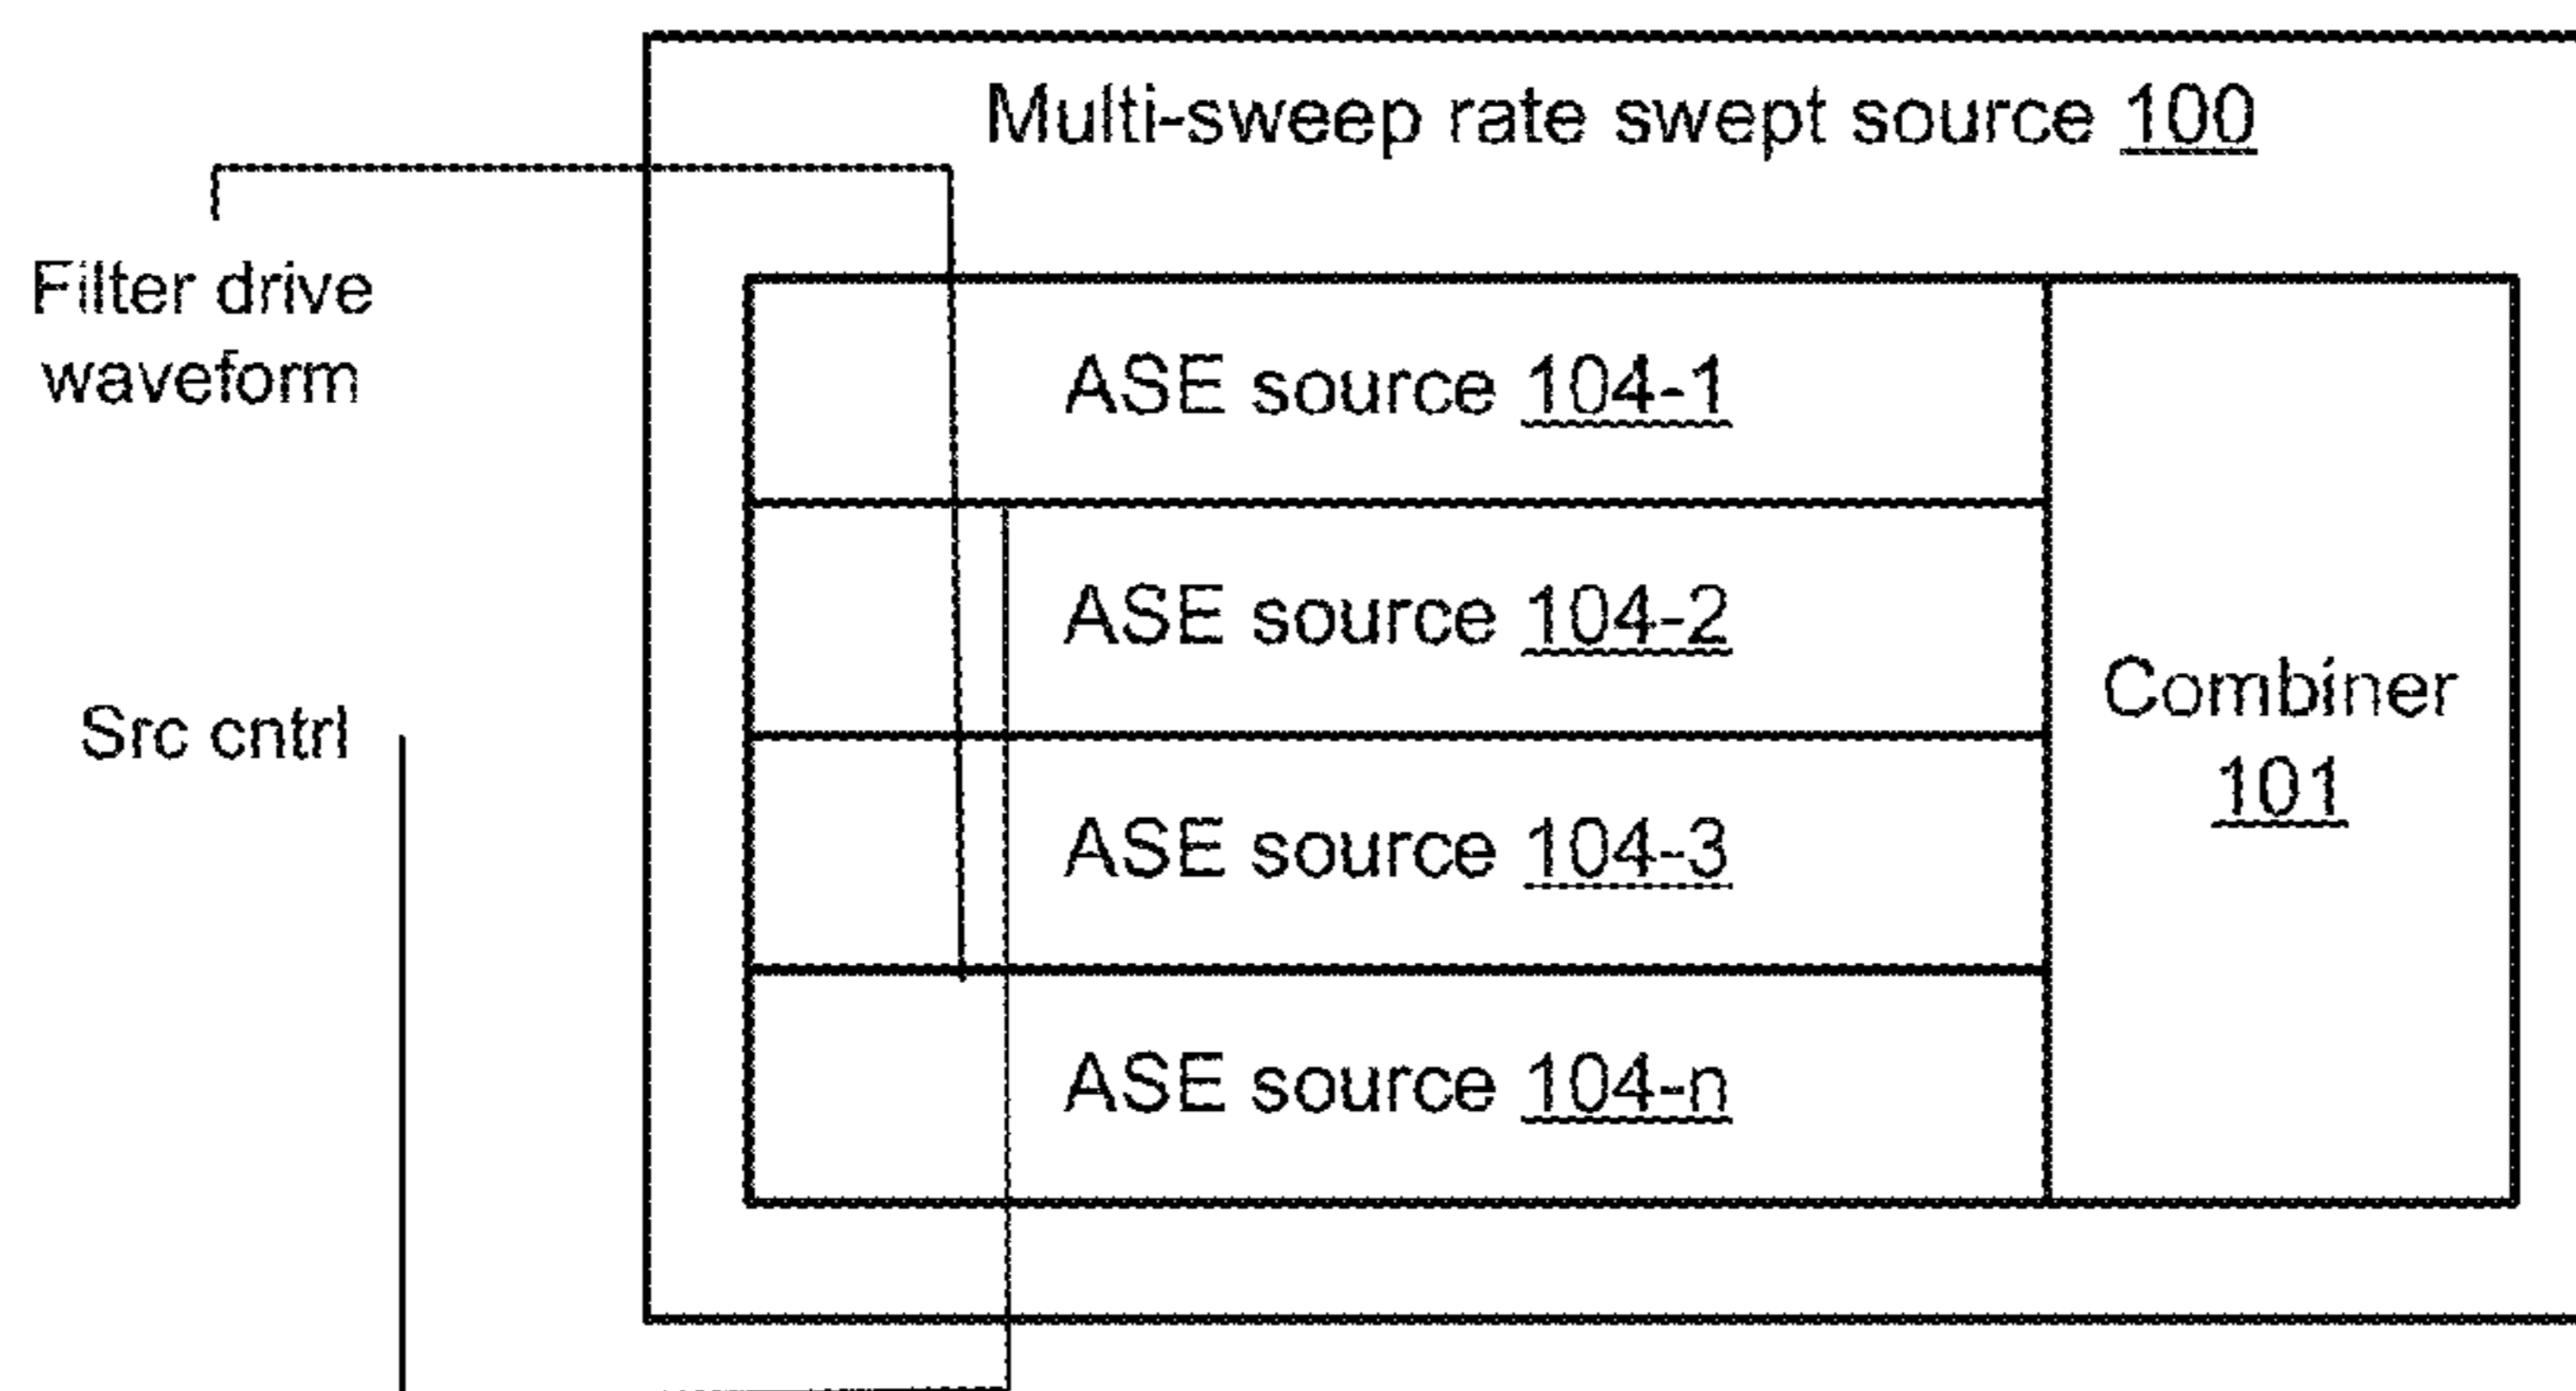 Multi-sweep rate swept source 100
Filter drive
waveform
ASE source 104-1
ASE source 104-2
Src cntrl
Combiner
101
ASE source 104-3
ASE source 104-n